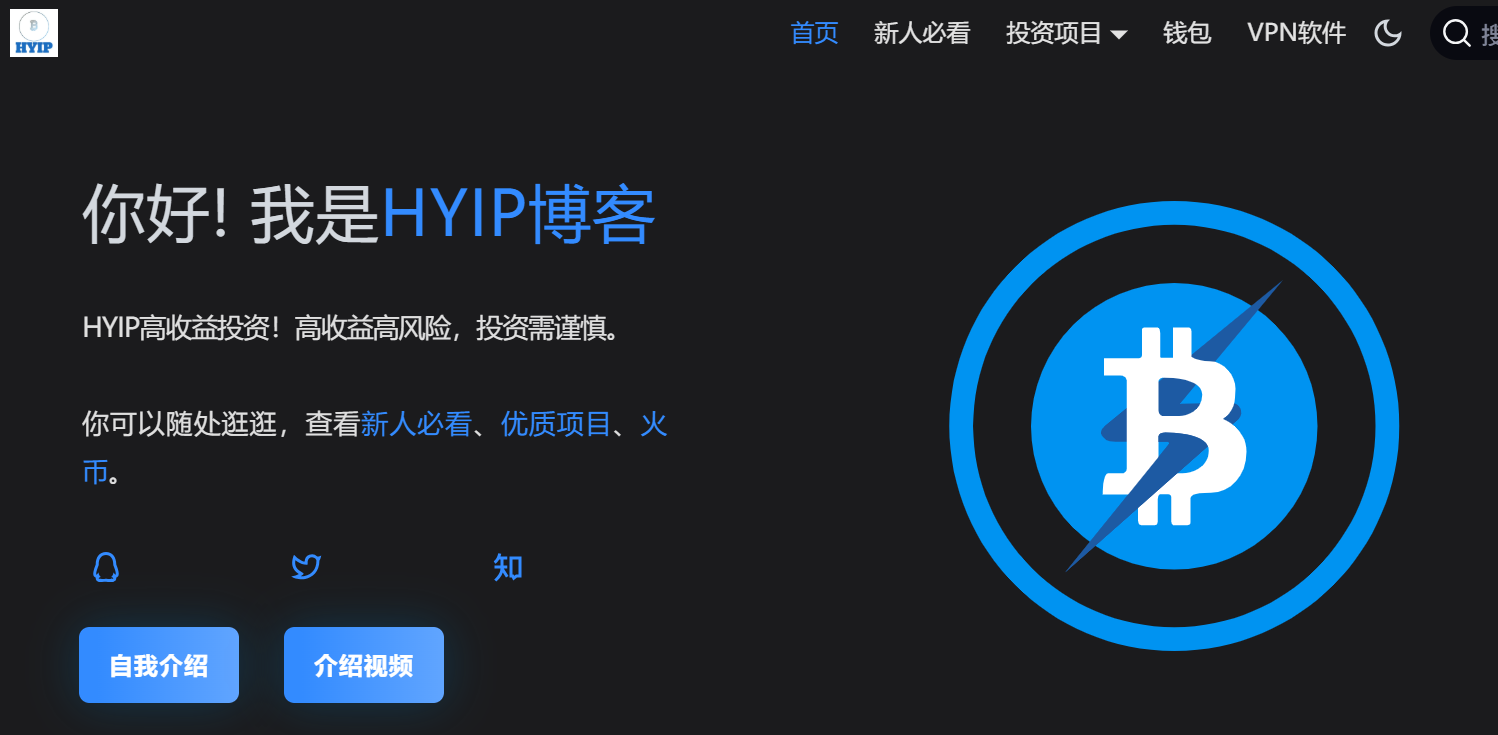 HYIP
首页 新人必看 投资项目 钱包 VPN软件 搜
你好! 我是HYIP博客
HYIP高收益投资！高收益高风险，投资需谨慎。
你可以随处逛逛，查看新人必看、优质项目、火
币。
知
自我介绍 介绍视频